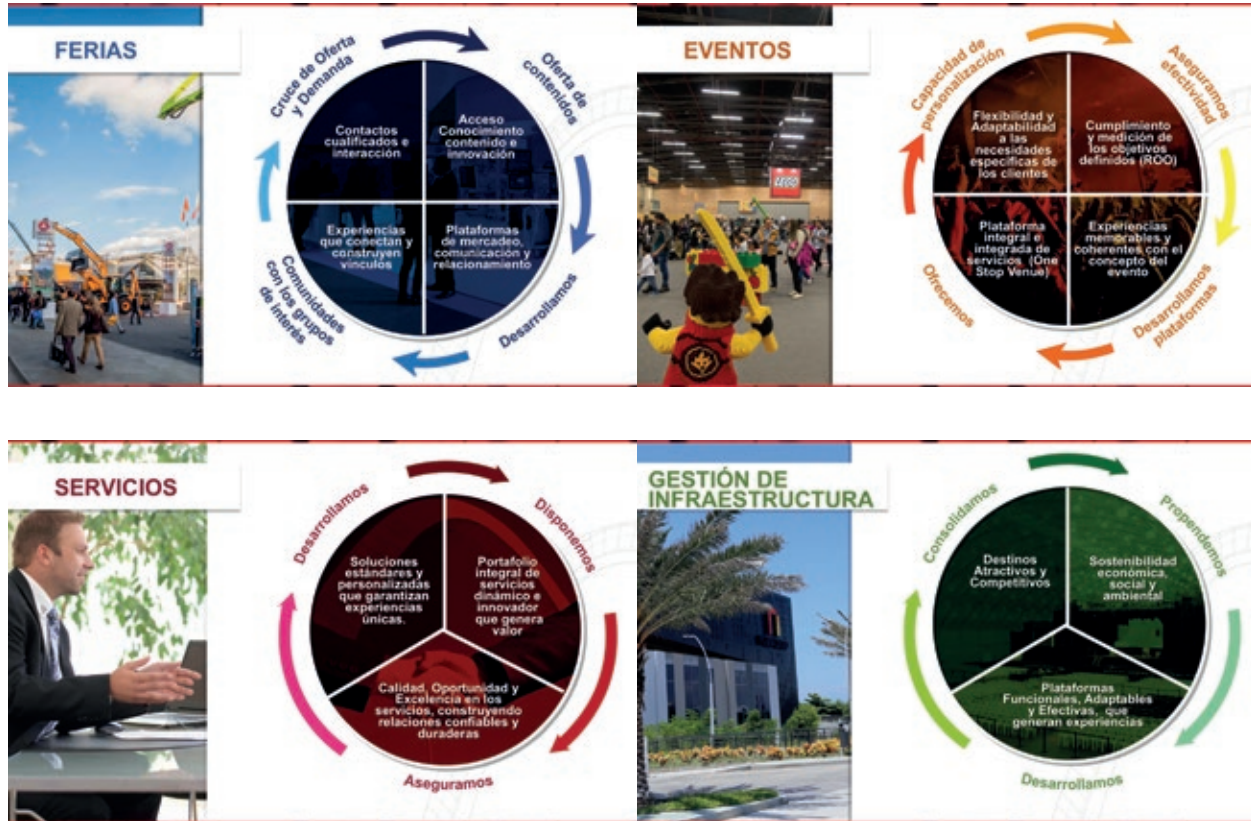 FERIAS
Cruce de Oferta
y Demanda
Oferta de
contenidos
Contactos
cualificados e
interacción
Acceso
Conocimiento
contenido e
innovación
Experiencias
que conectan y
construyen
vínculos
Plataformas
de mercadeo,
comunicación y
relacionamiento
Comunidades
con los grupos
de interés
Desarrollamos
EVENTOS
Capacidad de
personalización
Aseguramos
efectividad
Flexibilidad y
Adaptabilidad
a las
necesidades
específicas de
los clientes
Cumplimiento
y medición de
los objetivos
definidos (ROO)
Plataforma
integral e
integrada de
servicios (One
Stop Venue)
Experiencias
memorables y
coherentes con el
concepto del
evento
Ofrecemos
Desarrollamos
plataformas
LEGO
SERVICIOS
Desarrollamos
Disponemos
Soluciones
estándares y
personalizadas
que garantizan
experiencias
únicas.
Portafolio
integral de
servicios
dinámico e
innovador
que genera
valor
Calidad, Oportunidad y
Excelencia en los
servicios, construyendo
relaciones confiables y
duraderas
Aseguramos
GESTIÓN DE
INFRAESTRUCTURA
Consolidamos
Propendemos
Destinos
Atractivos y
Competitivos
Sostenibilidad
económica,
social y
ambiental
Plataformas
Funcionales, Adaptables
y Efectivas, que
generan experiencias
Desarrollamos